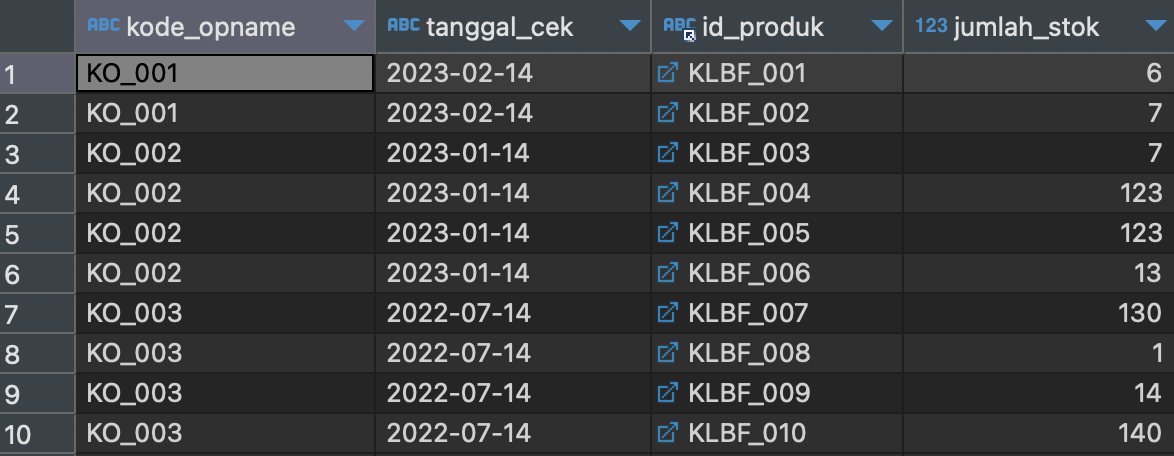 ABC kode_opname ABC tanggal_cek ABC id_produk 123 jumlah_stok
1 KO_001 2023-02-14 KLBF_001 6
2 KO_001 2023-02-14 KLBF_002 7
3 KO_002 2023-01-14 KLBF_003 7
4 KO_002 2023-01-14 KLBF_004 123
5 KO_002 2023-01-14 KLBF_005 123
6 KO_002 2023-01-14 KLBF_006 13
7 KO_003 2022-07-14 KLBF_007 130
8 KO_003 2022-07-14 KLBF_008 1
9 KO_003 2022-07-14 KLBF_009 14
10 KO_003 2022-07-14 KLBF_010 140